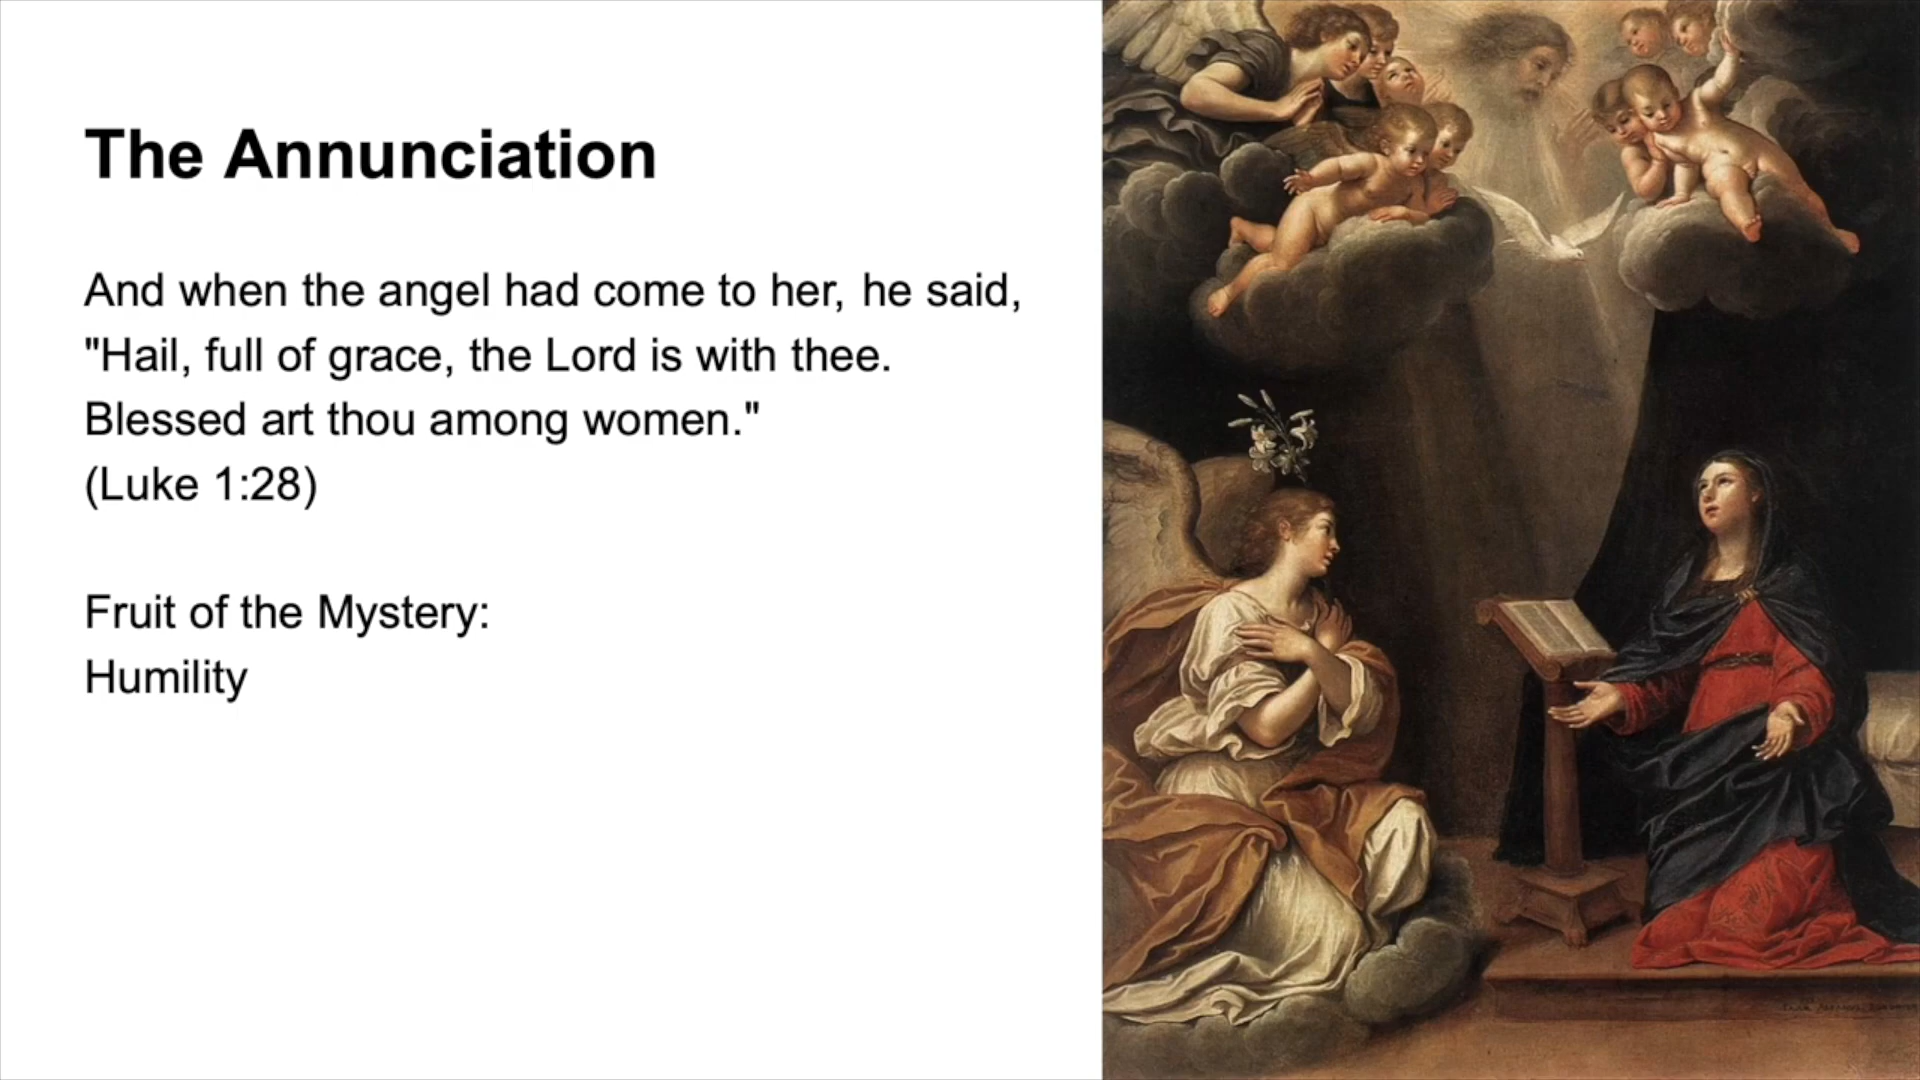 The Annunciation
And when the angel had come to her, he said,
"Hail, full of grace, the Lord is with thee.
Blessed art thou among women."
(Luke 1:28)
Fruit of the Mystery:
Humility